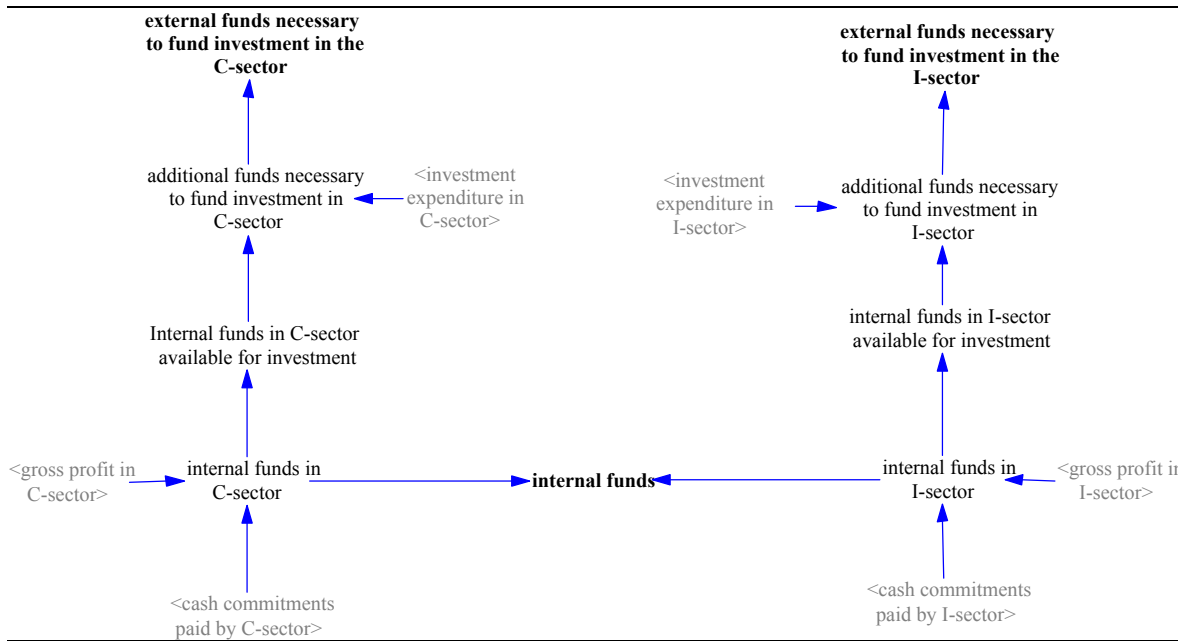 external funds necessary
to fund investment in the
C-sector
external funds necessary
to fund investment in the
I-sector
additional funds necessary
to fund investment in
C-sector
<investment
expenditure in
C-sector>
<investment
expenditure in
I-sector>
additional funds necessary
to fund investment in
I-sector
Internal funds in C-sector
available for investment
internal funds in I-sector
available for investment
<gross profit in
C-sector>
internal funds in
C-sector
internal funds
internal funds in
I-sector
<gross profit in
I-sector>
<cash commitments
paid by C-sector>
<cash commitments
paid by I-sector>